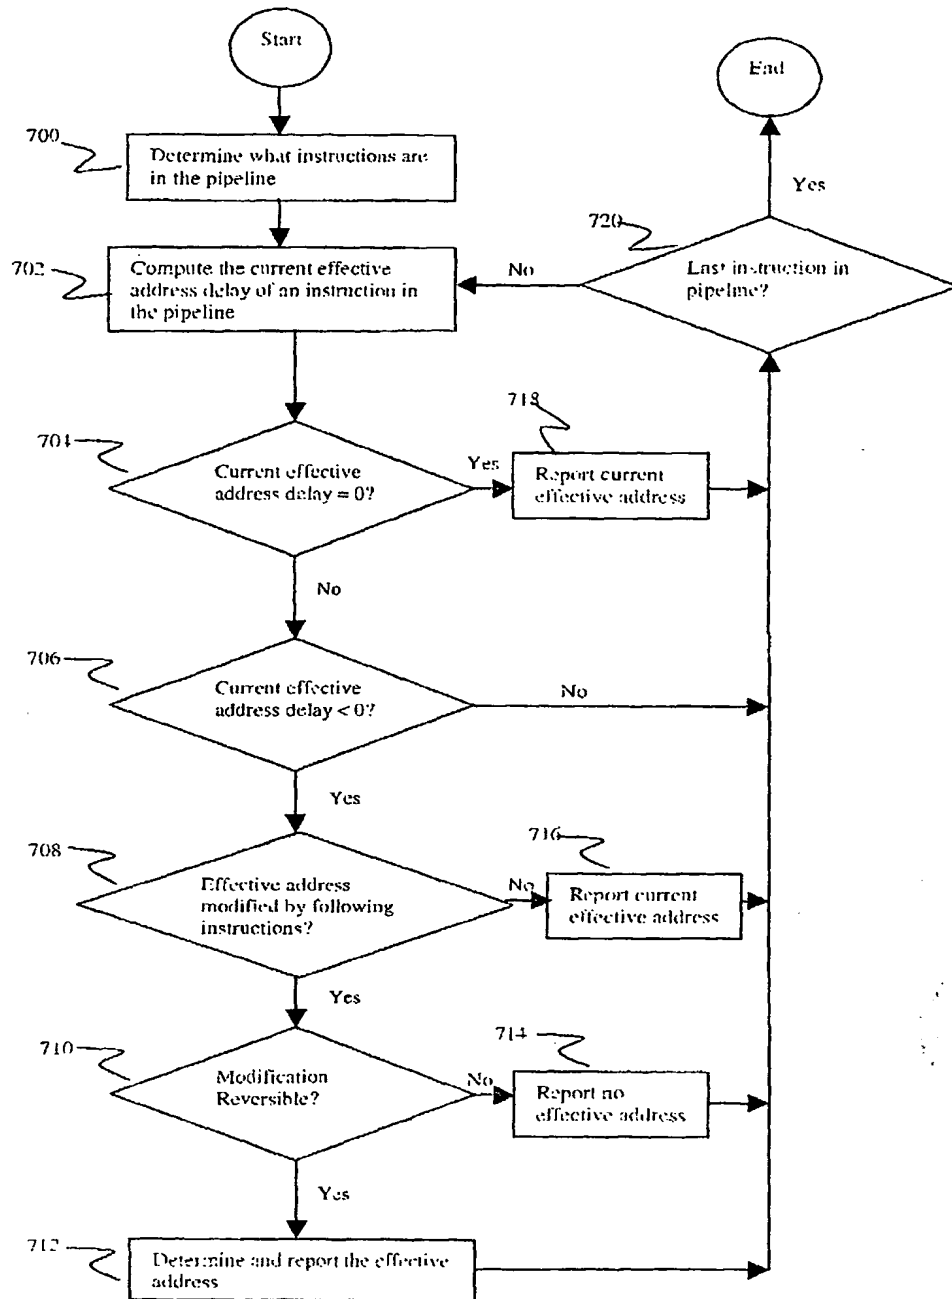 Start
End
700
Determine what instructions are
in the pipeline
Yes
720
702
Compute the current effective
address delay of an instruction in
the pipeline
No
Last instruction in
pipeline?
718
704
Current effective
address delay = 0?
Yes
Report current
effective address
No
706
Current effective
address delay < 0?
No
Yes
716
708
Effective address
modified by following
instructions?
No
Report current
effective address
Yes
714
710
Modification
Reversible?
No
Report no
effective address
Yes
712
Determine and report the effective
address